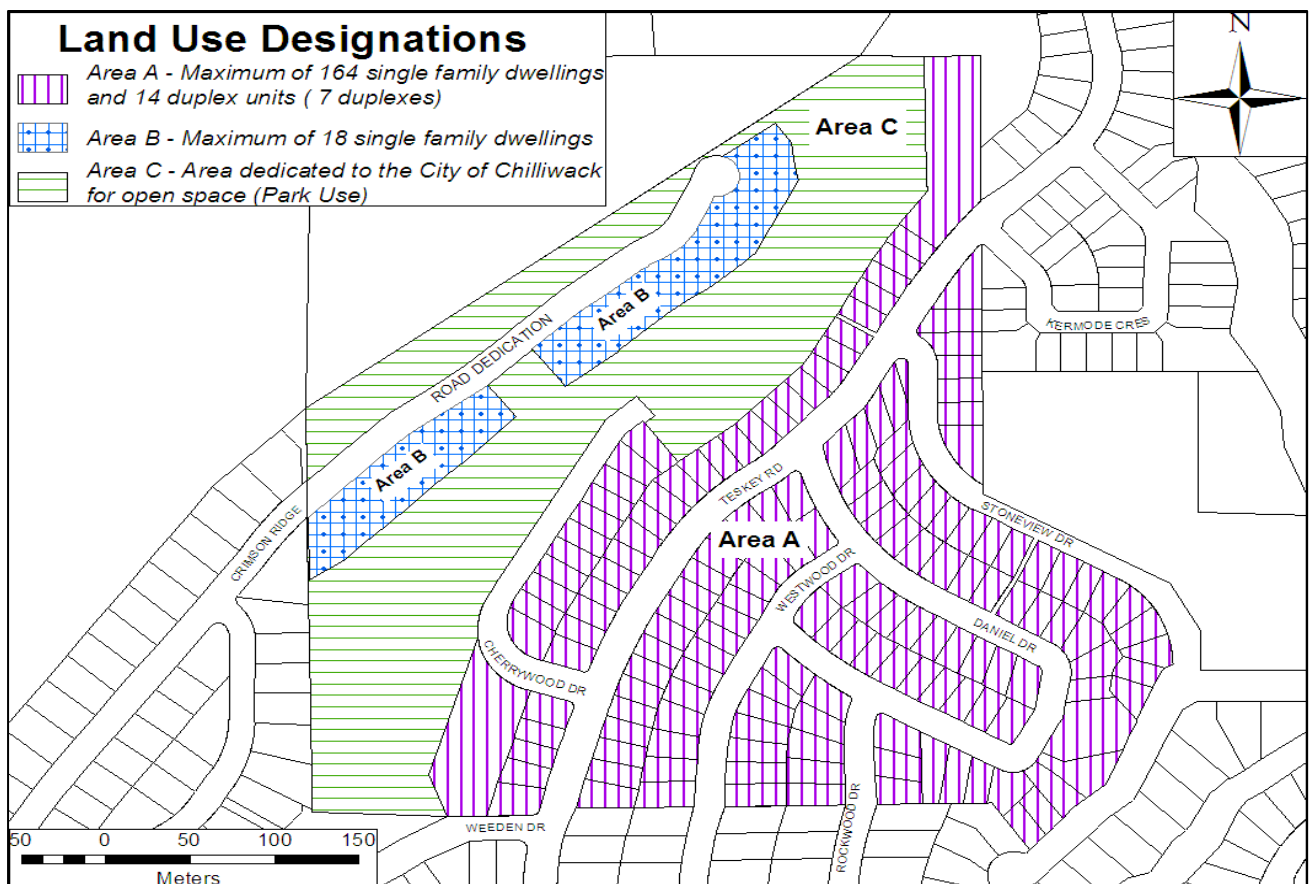 Land Use Designations
Area A - Maximum of 164 single family dwellings
and 14 duplex units ( 7 duplexes)
Area B - Maximum of 18 single family dwellings
Area C - Area dedicated to the City of Chilliwack
for open space (Park Use)
N
Area C
KERMODE CRES
Area B
ROAD DEDICATION
Area B
CRIMSON RIDGE
TESKEY RD
STONEVIEW DR
Area A
WESTWOOD DR
DANIEL DR
CHERRYWOOD DR
WEEDEN DR
ROCKWOOD DR
50 0 50 100 150
Meters